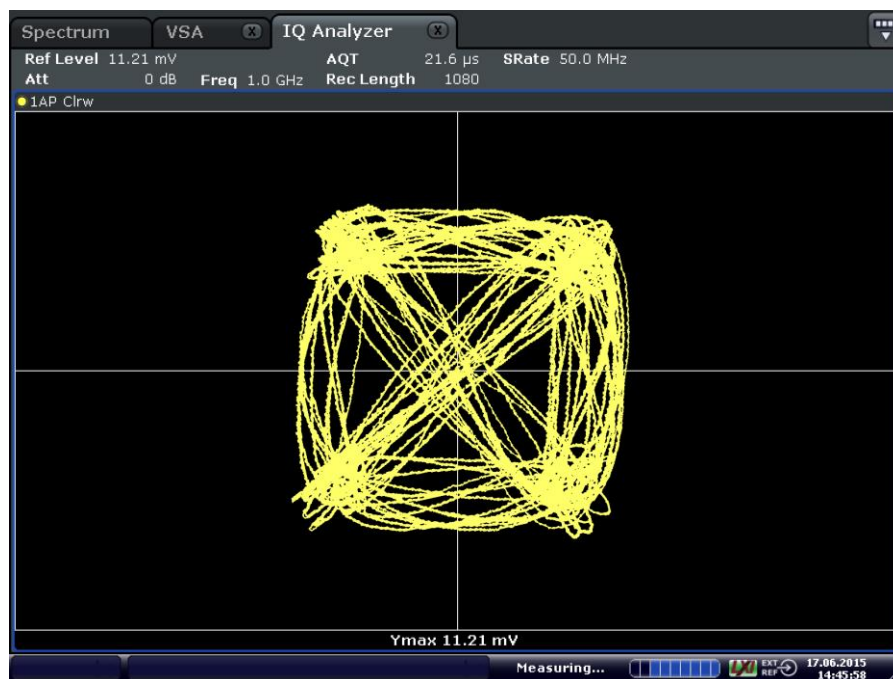 Spectrum VSA X IQ Analyzer X
Ref Level 11.21 mV AQT 21.6 µs SRate 50.0 MHz
Att 0 dB Freq 1.0 GHz Rec Length 1080
1AP Clrw
Ymax 11.21 mV
Measuring... LXI EXT REF 17.06.2015
14:45:58